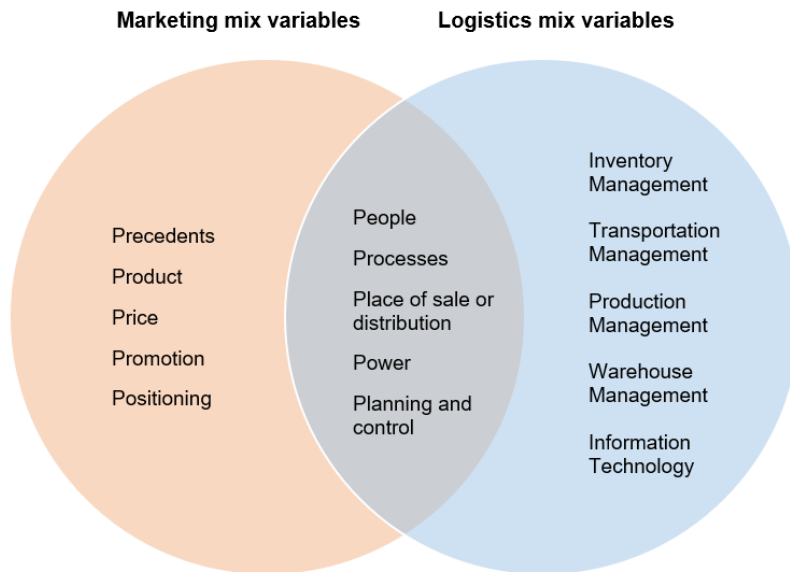 Marketing mix variables
Logistics mix variables
Precedents
Product
Price
Promotion
Positioning
People
Processes
Place of sale or
distribution
Power
Planning and
control
Inventory
Management
Transportation
Management
Production
Management
Warehouse
Management
Information
Technology